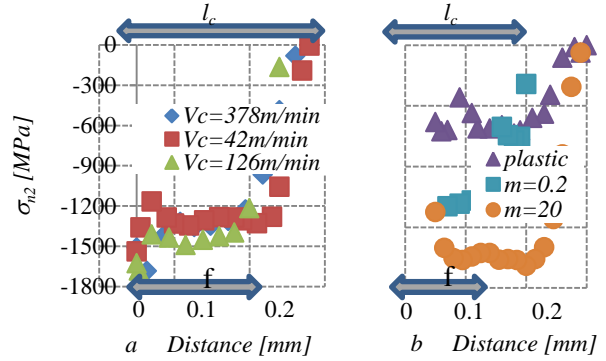 l_c
l_c
0
-300
-600
-900
-1200
-1500
-1800
σ_n2 [MPa]
Vc=378m/min
Vc=42m/min
Vc=126m/min
plastic
m=0.2
m=20
f
f
0 0.1 0.2
0 0.1 0.2
a Distance [mm]
b Distance [mm]